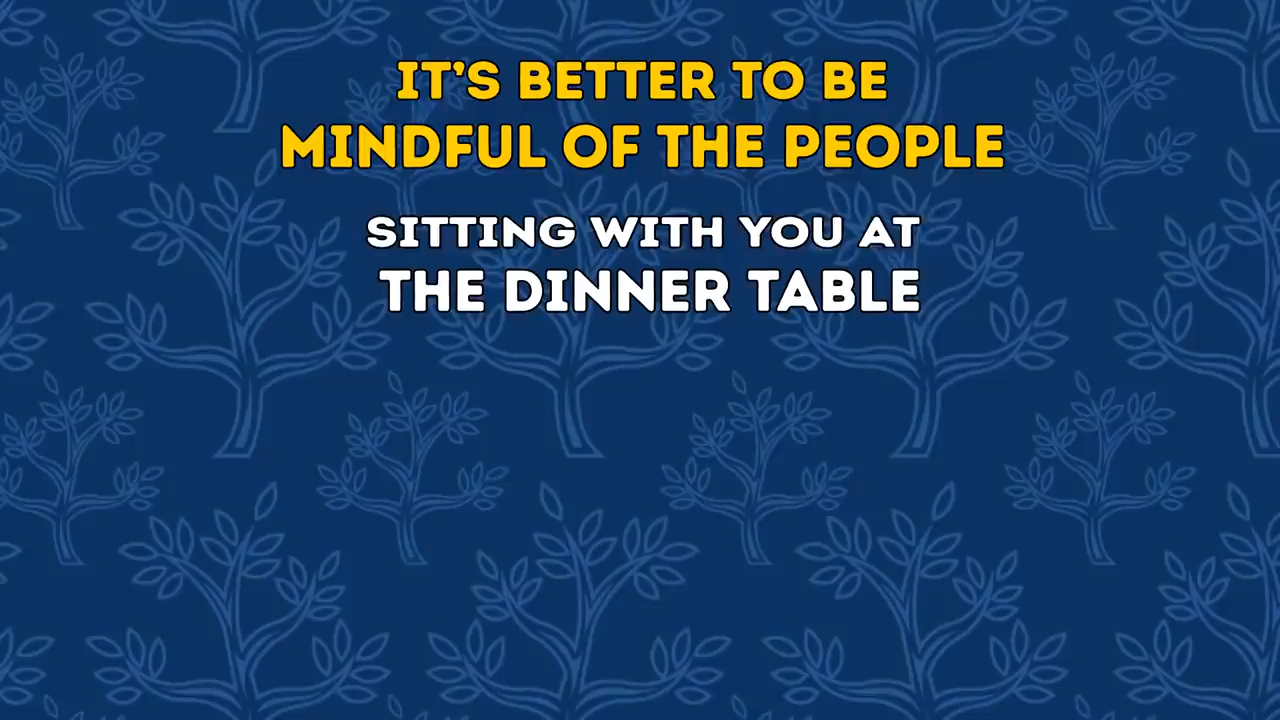 IT’S BETTER TO BE
MINDFUL OF THE PEOPLE
SITTING WITH YOU AT
THE DINNER TABLE